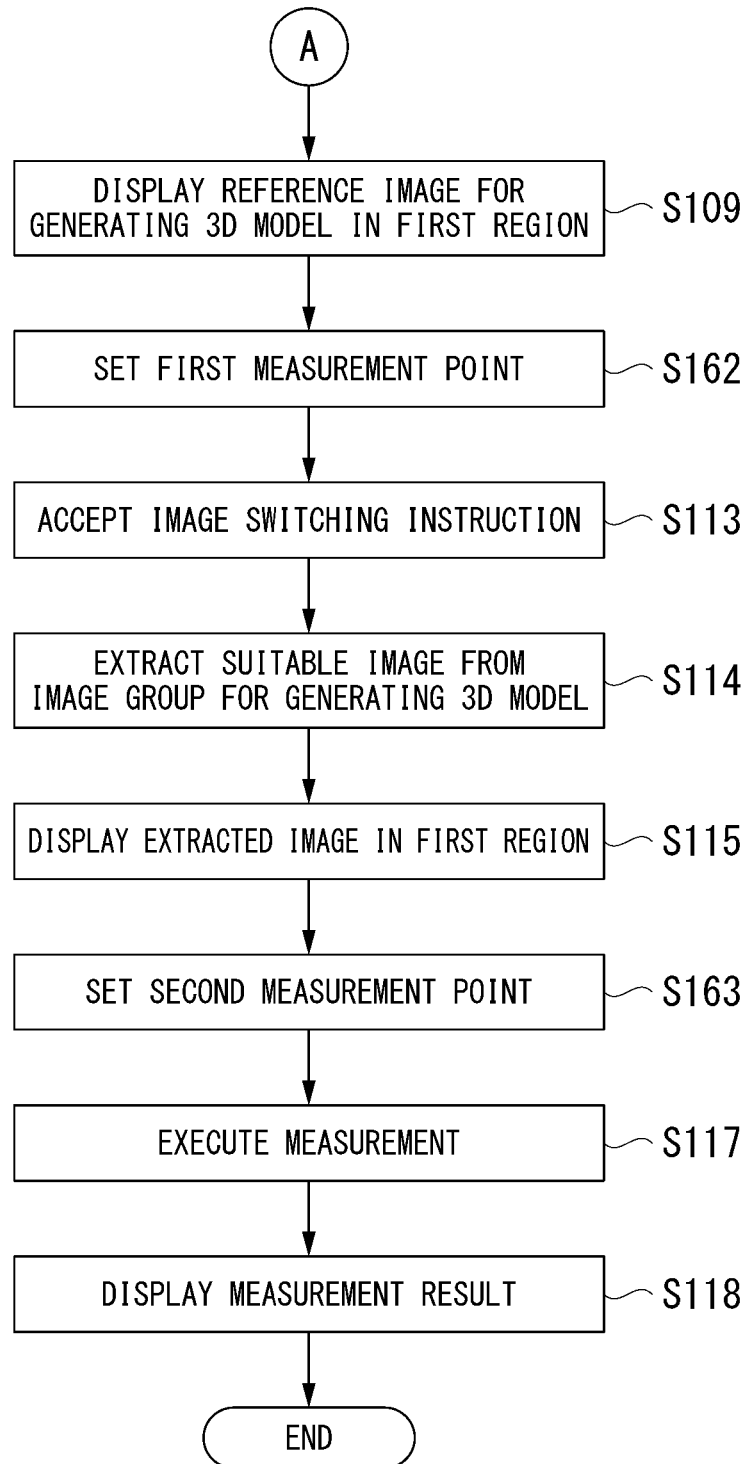 A
DISPLAY REFERENCE IMAGE FOR
GENERATING 3D MODEL IN FIRST REGION
S109
SET FIRST MEASUREMENT POINT
S162
ACCEPT IMAGE SWITCHING INSTRUCTION
S113
EXTRACT SUITABLE IMAGE FROM
IMAGE GROUP FOR GENERATING 3D MODEL
S114
DISPLAY EXTRACTED IMAGE IN FIRST REGION
S115
SET SECOND MEASUREMENT POINT
S163
EXECUTE MEASUREMENT
S117
DISPLAY MEASUREMENT RESULT
S118
END